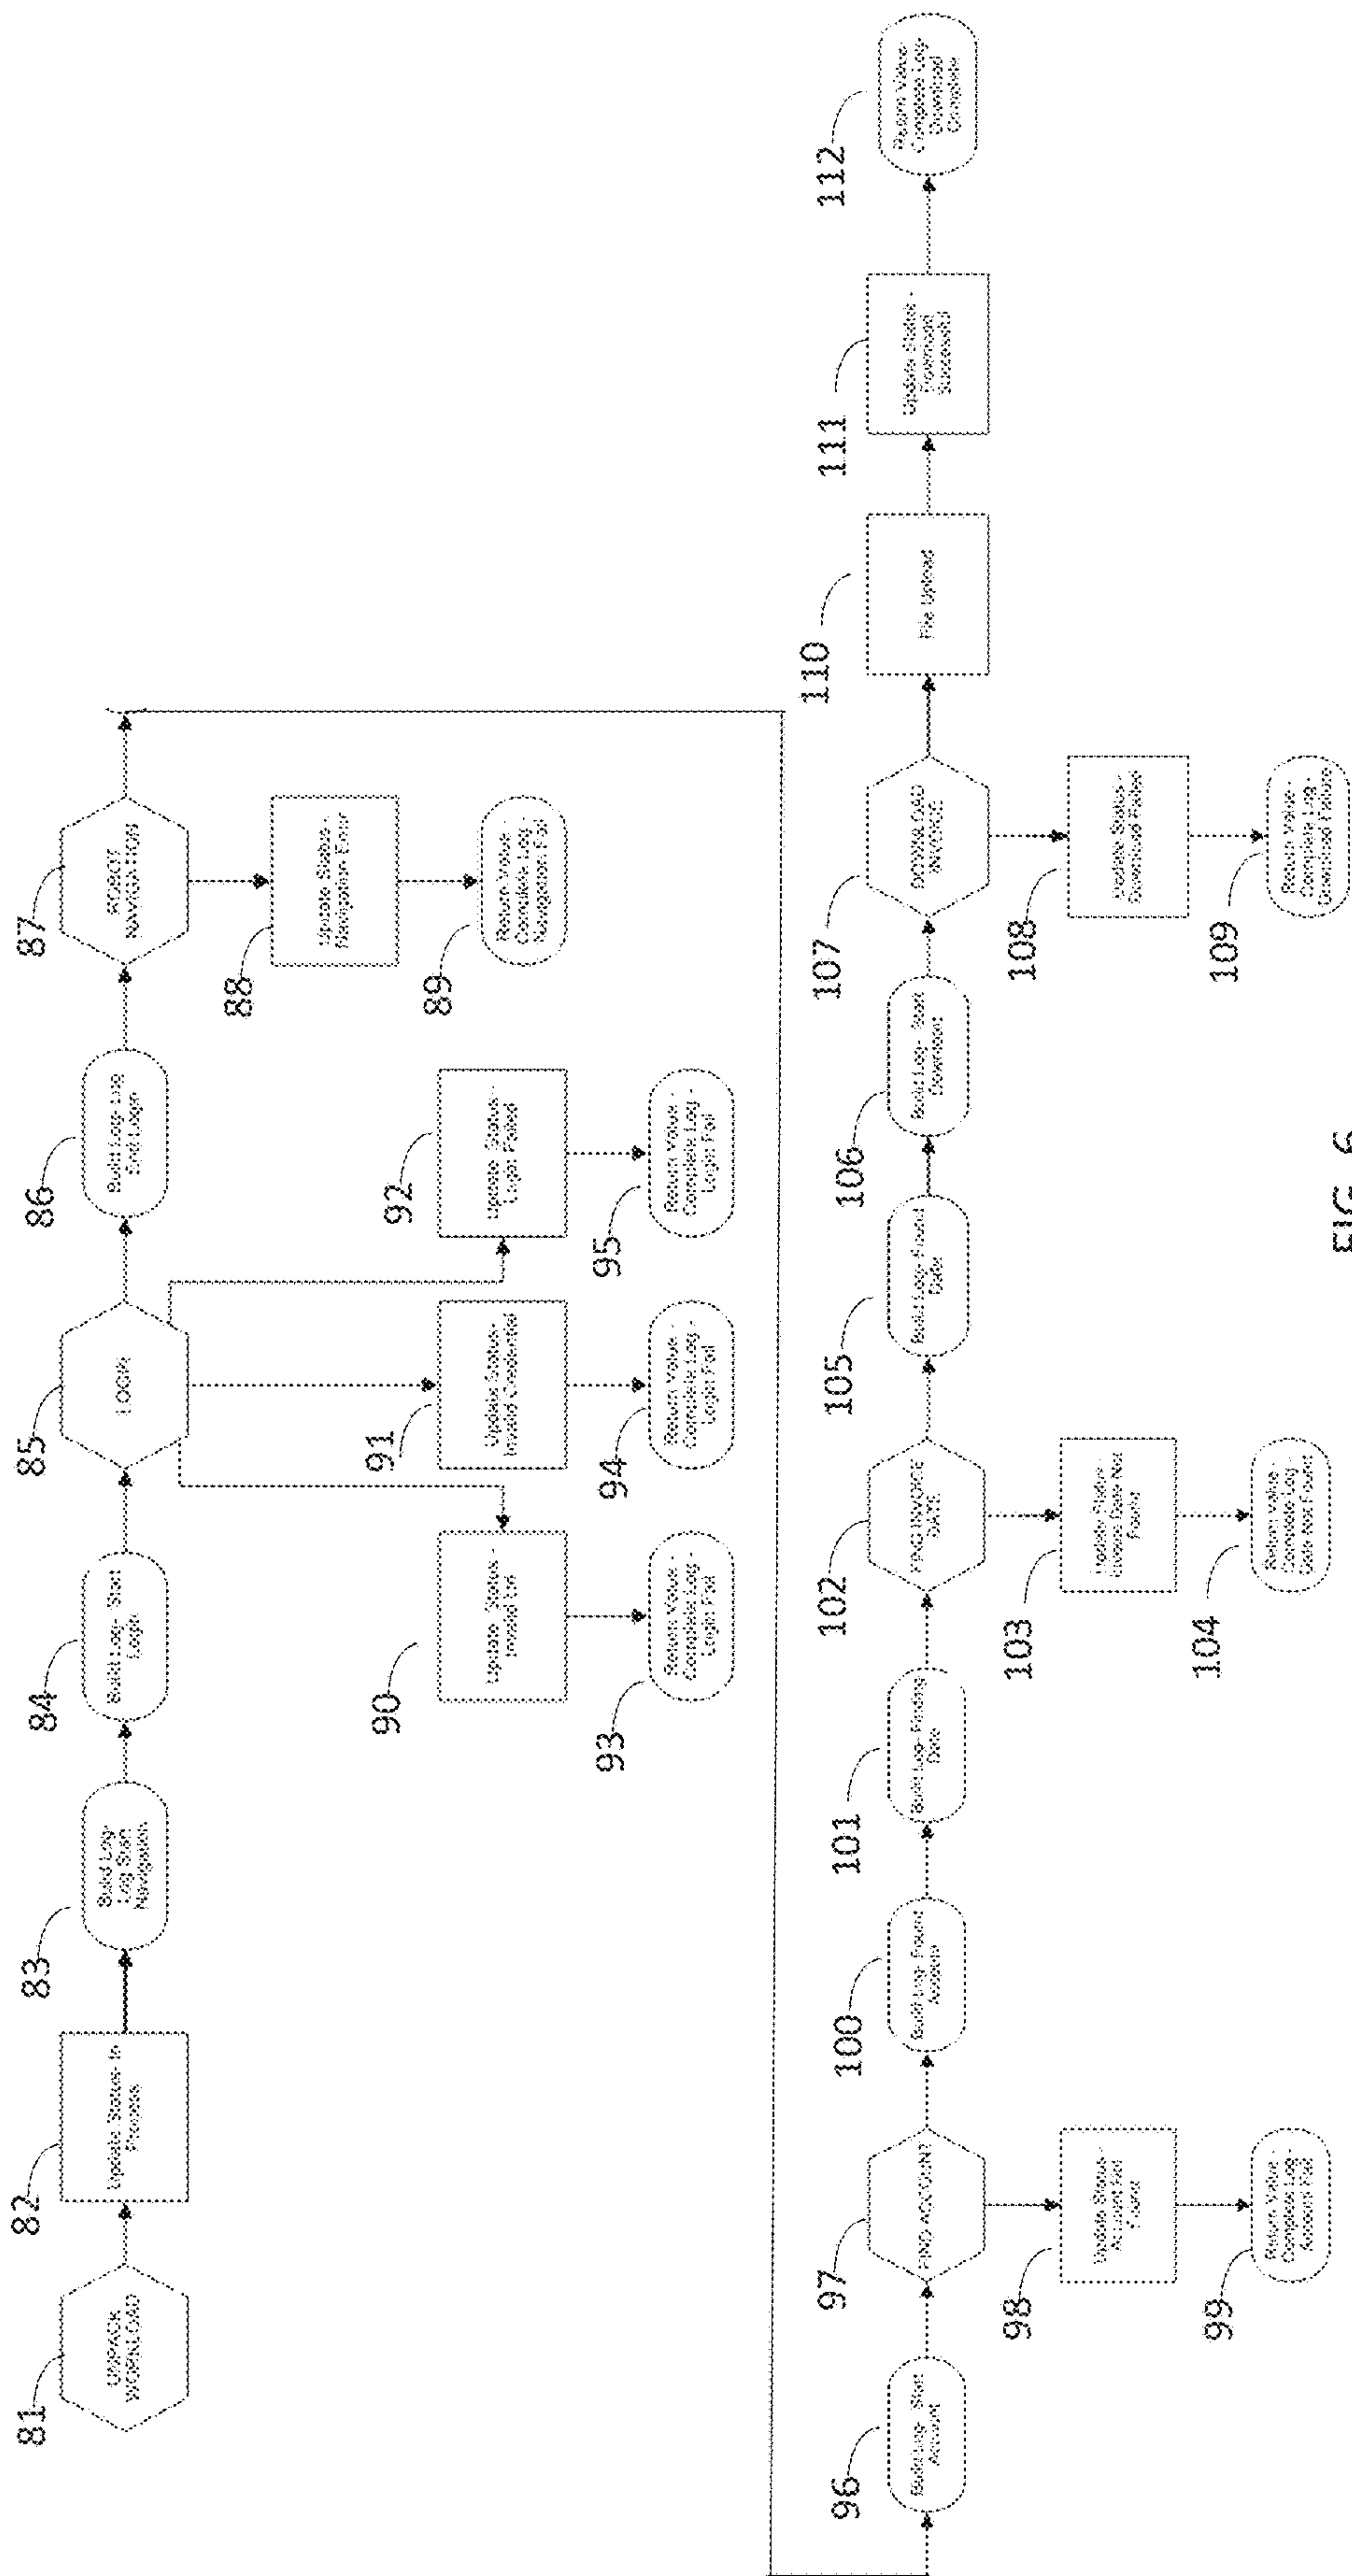 81
UNPACK
WORKLOAD
82
Update Status- In
Process
83
Build Log-
Log Start
Navigation
84
Build Log- Start
Login
85
LOGIN
86
Build Log- Log
End Login
87
ROBOT
NAVIGATION
88
Update Status -
Navigation Error
89
Return Value -
Complete Log -
Navigation Fail
90
Update Status -
Invalid Url
91
Update Status-
Invalid Credential
92
Update Status-
Login Failed
93
Return Value -
Complete Log -
Login Fail
94
Return Value -
Complete Log -
Login Fail
95
Return Value -
Complete Log -
Login Fail
96
Build Log- Start
Account
97
FIND ACCOUNT
98
Update Status -
Account Not
Found
99
Return Value -
Complete Log -
Account Fail
100
Build Log- Found
Account
101
Build Log- Finding
Date
102
FIND INVOICE
DATE
103
Update Status -
Invoice Date Not
Found
104
Return Value -
Complete Log -
Date Not Found
105
Build Log- Found
Date
106
Build Log- Start
Download
107
DOWNLOAD
INVOICE
108
Update Status -
Download Failed
109
Return Value -
Complete Log -
Download Failure
110
File Upload
111
Update Status -
Download
Succeeded
112
Return Value -
Complete Log -
Download
Complete
FIG. 6